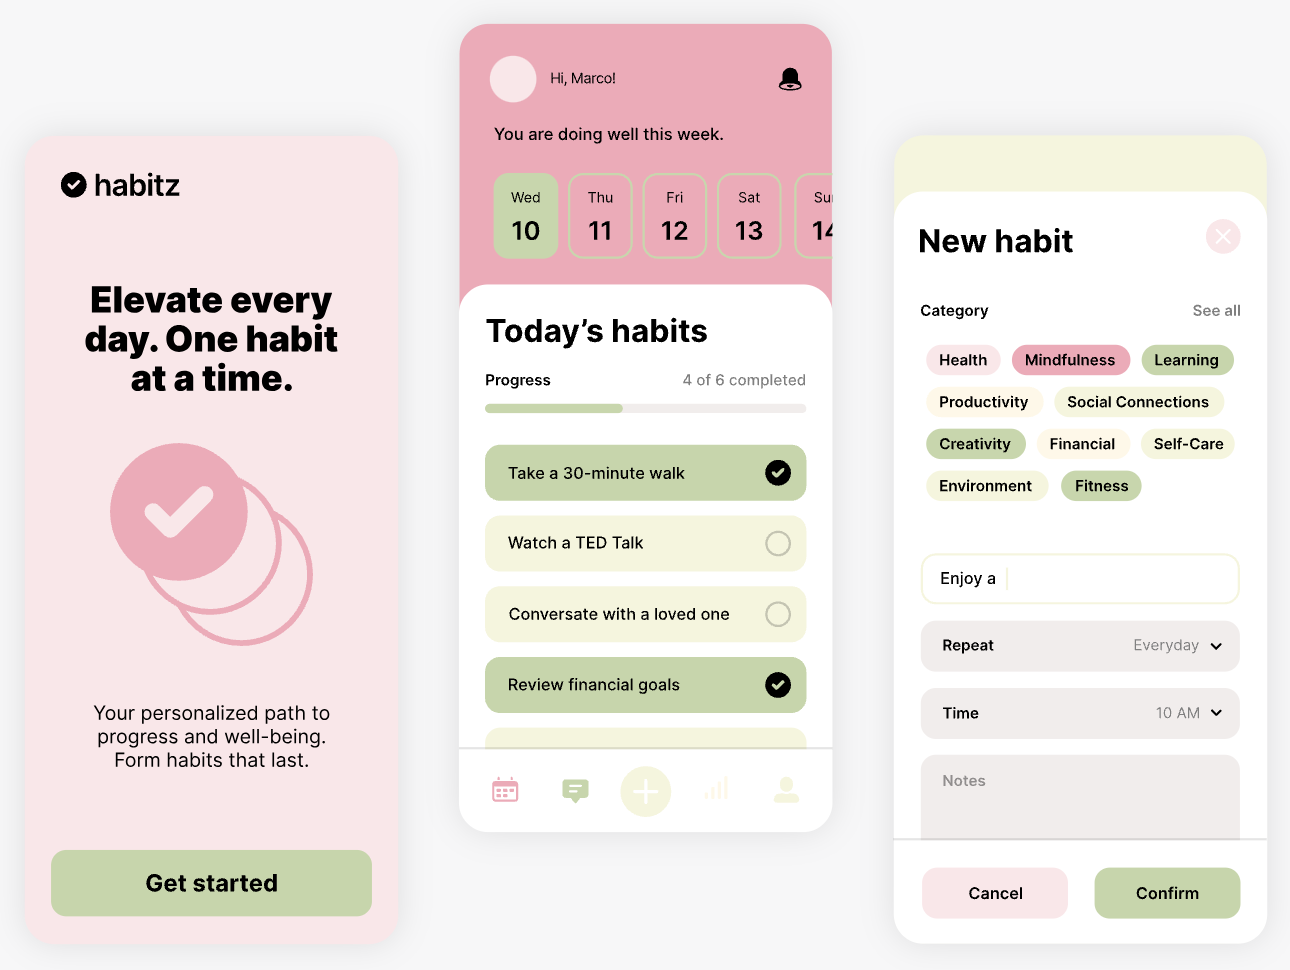 habitz
Elevate every
day. One habit
at a time.
Your personalized path to
progress and well-being.
Form habits that last.
Get started
Hi, Marco!
You are doing well this week.
Wed Thu Fri Sat
10 11 12 13 14
Today’s habits
Progress 4 of 6 completed
Take a 30-minute walk
Watch a TED Talk
Conversate with a loved one
Review financial goals
New habit
Category See all
Health Mindfulness Learning
Productivity Social Connections
Creativity Financial Self-Care
Environment Fitness
Enjoy a
Repeat Everyday
Time 10 AM
Notes
Cancel Confirm